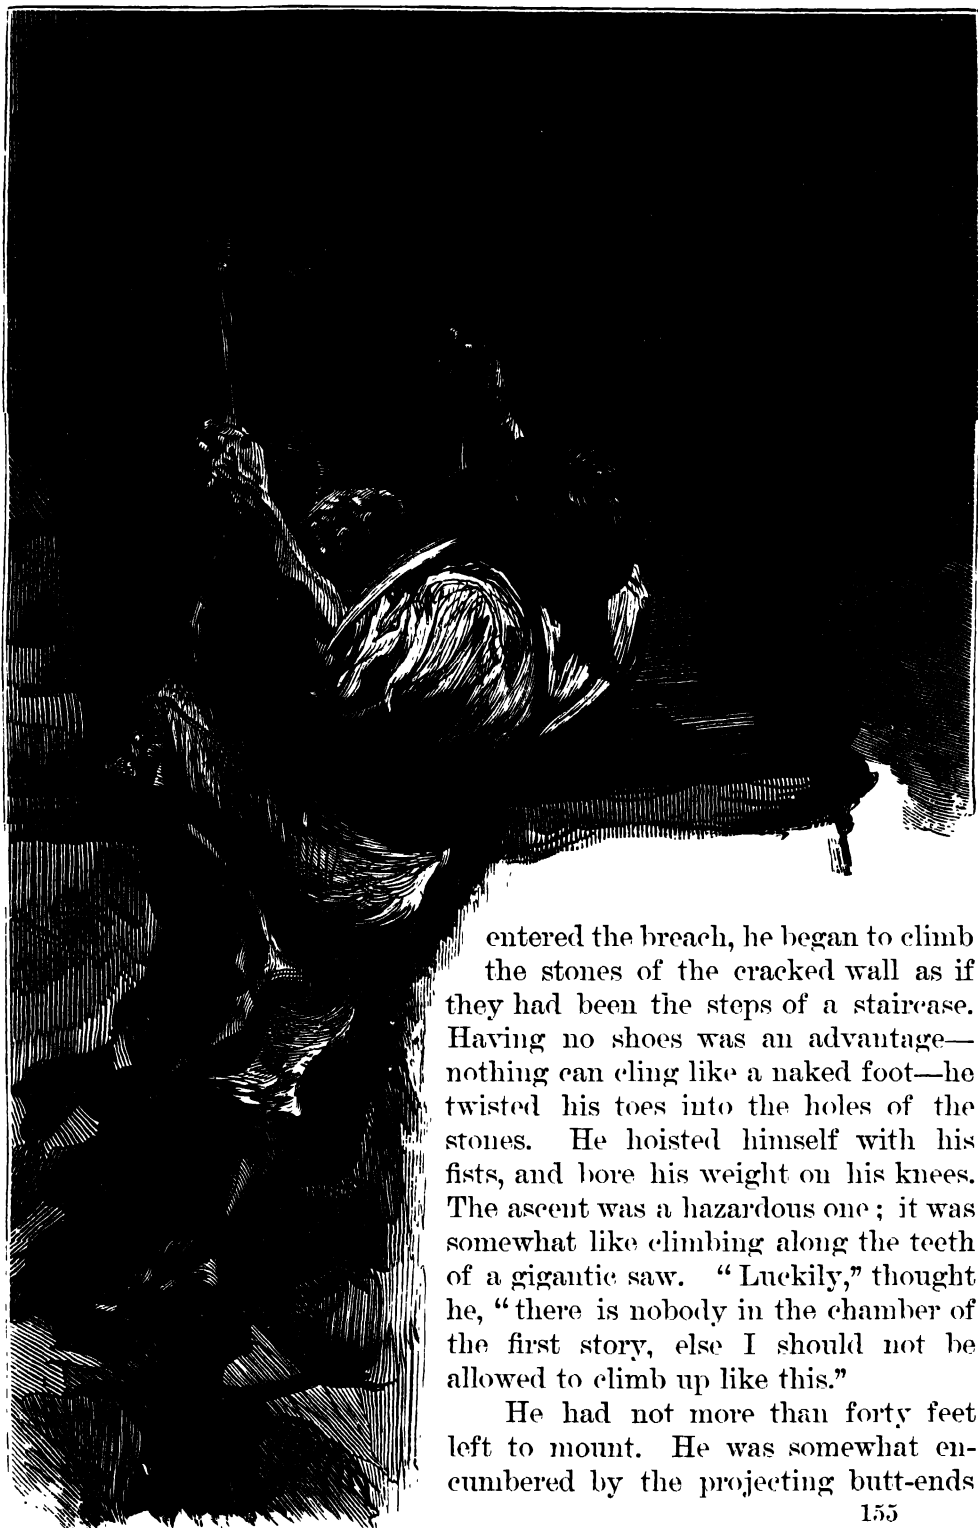 entered the breach, he began to climb
the stones of the cracked wall as if
they had been the steps of a staircase.
Having no shoes was an advantage—
nothing can cling like a naked foot—he
twisted his toes into the holes of the
stones. He hoisted himself with his
fists, and bore his weight on his knees.
The ascent was a hazardous one; it was
somewhat like climbing along the teeth
of a gigantic saw. "Luckily," thought
he, "there is nobody in the chamber of
the first story, else I should not be
allowed to climb up like this."
He had not more than forty feet
left to mount. He was somewhat en-
cumbered by the projecting butt-ends
155